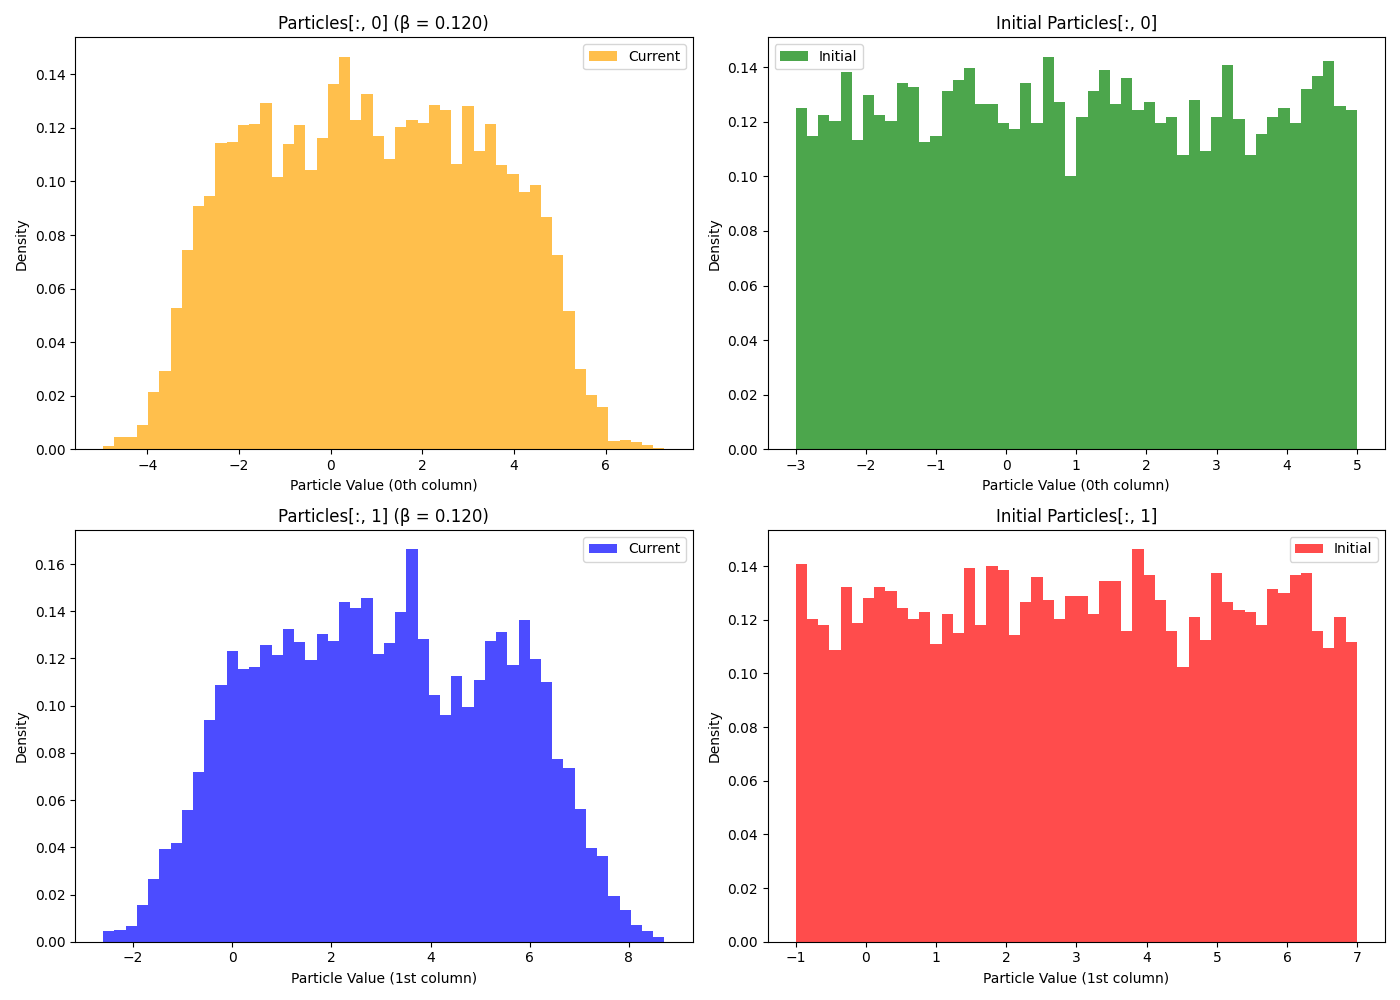 Particles[:, 0] (β = 0.120)
Current
Density
0.14
0.12
0.10
0.08
0.06
0.04
0.02
0.00
−4 −2 0 2 4 6
Particle Value (0th column)
Initial Particles[:, 0]
Initial
Density
0.14
0.12
0.10
0.08
0.06
0.04
0.02
0.00
−3 −2 −1 0 1 2 3 4 5
Particle Value (0th column)
Particles[:, 1] (β = 0.120)
Current
Density
0.16
0.14
0.12
0.10
0.08
0.06
0.04
0.02
0.00
−2 0 2 4 6 8
Particle Value (1st column)
Initial Particles[:, 1]
Initial
Density
0.14
0.12
0.10
0.08
0.06
0.04
0.02
0.00
−1 0 1 2 3 4 5 6 7
Particle Value (1st column)